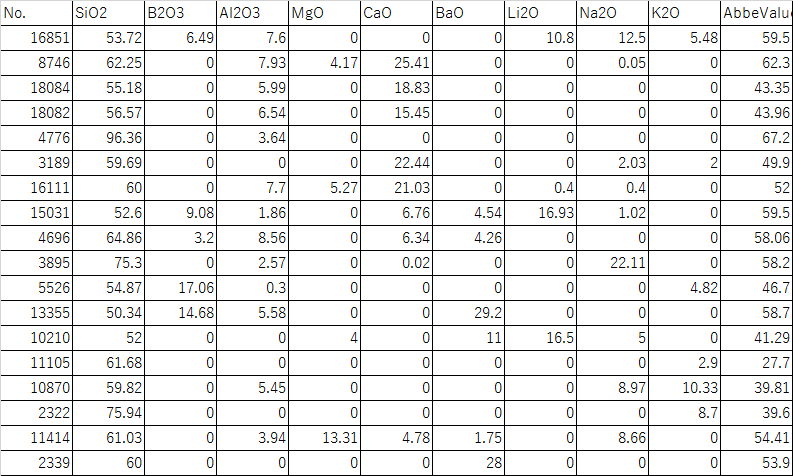 No. SiO2 B2O3 Al2O3 MgO CaO BaO Li2O Na2O K2O AbbeValue
16851 53.72 6.49 7.6 0 0 0 10.8 12.5 5.48 59.5
8746 62.25 0 7.93 4.17 25.41 0 0 0.05 0 62.3
18084 55.18 0 5.99 0 18.83 0 0 0 0 43.35
18082 56.57 0 6.54 0 15.45 0 0 0 0 43.96
4776 96.36 0 3.64 0 0 0 0 0 0 67.2
3189 59.69 0 0 0 22.44 0 0 2.03 2 49.9
16111 60 0 7.7 5.27 21.03 0 0.4 0.4 0 52
15031 52.6 9.08 1.86 0 6.76 4.54 16.93 1.02 0 59.5
4696 64.86 3.2 8.56 0 6.34 4.26 0 0 0 58.06
3895 75.3 0 2.57 0 0.02 0 0 22.11 0 58.2
5526 54.87 17.06 0.3 0 0 0 0 0 4.82 46.7
13355 50.34 14.68 5.58 0 0 29.2 0 0 0 58.7
10210 52 0 0 4 0 11 16.5 5 0 41.29
11105 61.68 0 0 0 0 0 0 0 2.9 27.7
10870 59.82 0 5.45 0 0 0 0 8.97 10.33 39.81
2322 75.94 0 0 0 0 0 0 0 8.7 39.6
11414 61.03 0 3.94 13.31 4.78 1.75 0 8.66 0 54.41
2339 60 0 0 0 0 28 0 0 0 53.9